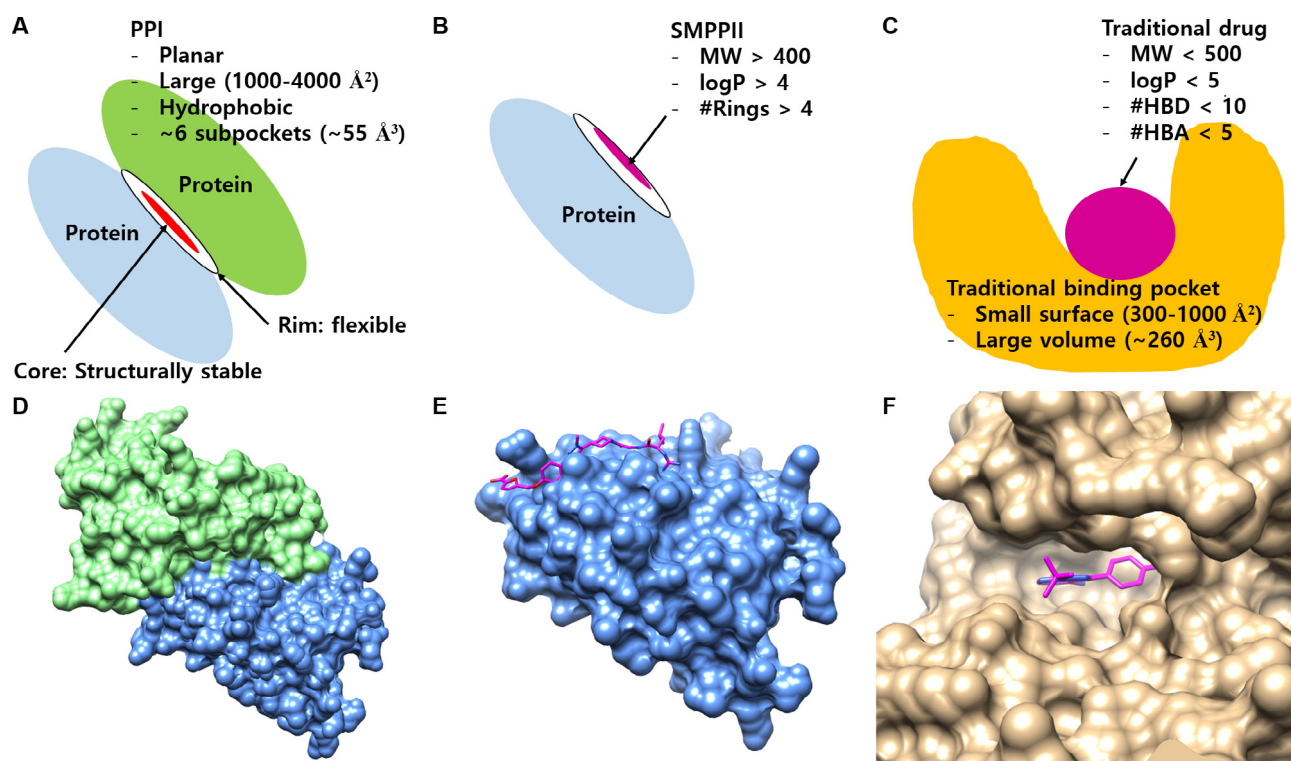 A
PPI
- Planar
- Large (1000-4000 Å²)
- Hydrophobic
- ~6 subpockets (~55 Å³)
Protein
Protein
Rim: flexible
Core: Structurally stable
B
SMPPII
- MW > 400
- logP > 4
- #Rings > 4
Protein
C
Traditional drug
- MW < 500
- logP < 5
- #HBD < 10
- #HBA < 5
Traditional binding pocket
- Small surface (300-1000 Å²)
- Large volume (~260 Å³)
D
E
F